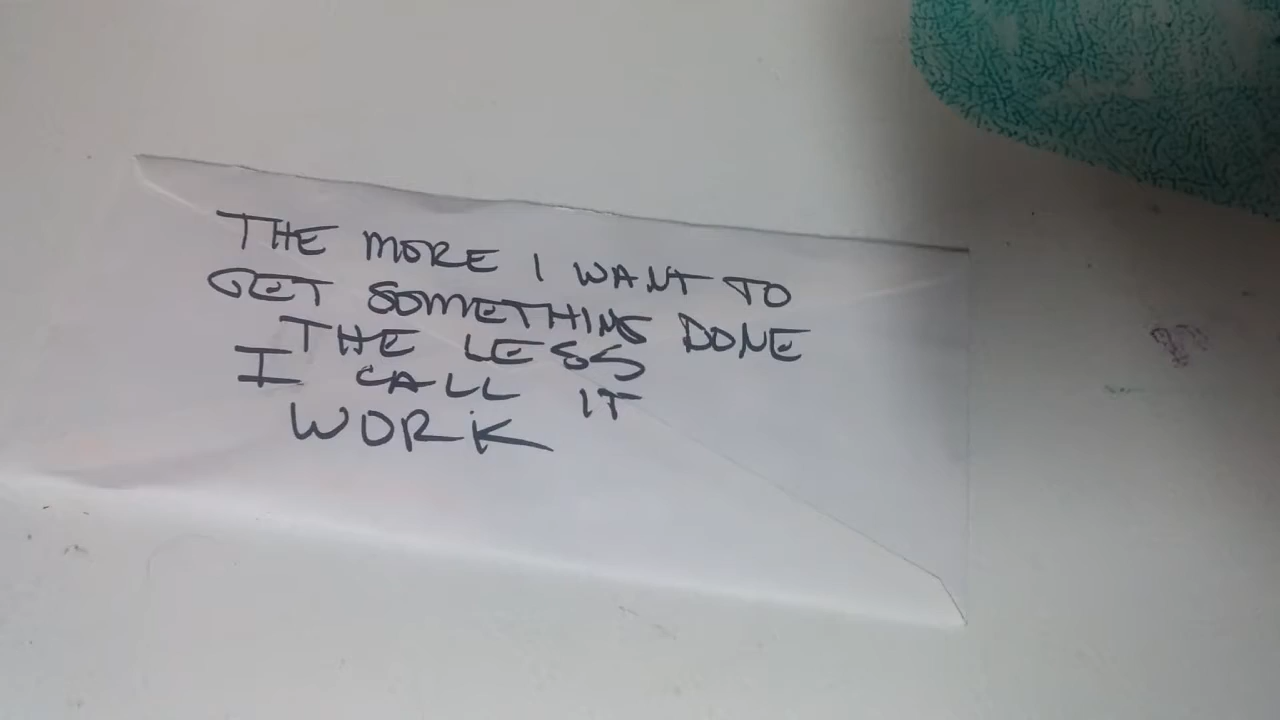 THE MORE I WANT TO
GET SOMETHING DONE
THE LESS
I CALL IT
WORK